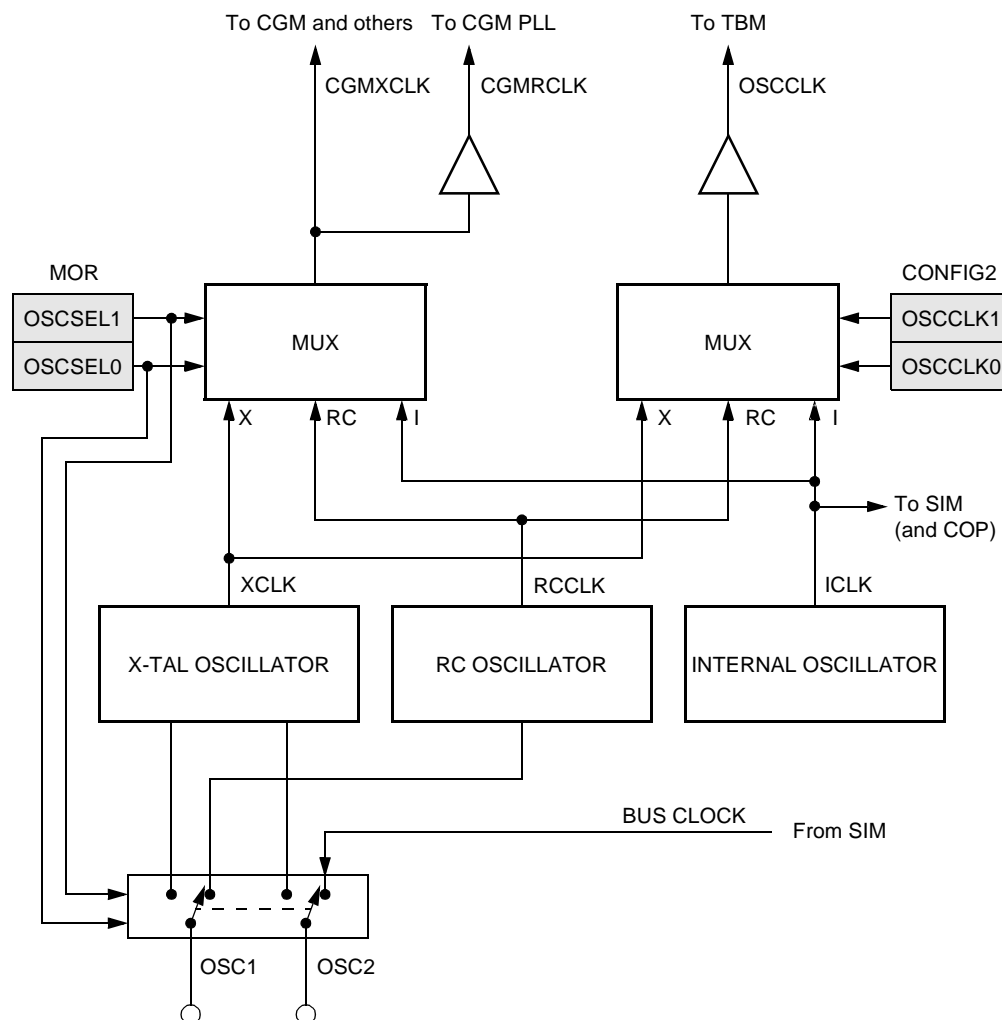 To CGM and others
To CGM PLL
To TBM
CGMXCLK
CGMRCLK
OSCCLK
MOR
CONFIG2
OSCSEL1
OSCSEL0
MUX
MUX
OSCCLK1
OSCCLK0
X
RC
I
X
RC
I
To SIM
(and COP)
XCLK
RCCLK
ICLK
X-TAL OSCILLATOR
RC OSCILLATOR
INTERNAL OSCILLATOR
BUS CLOCK
From SIM
OSC1
OSC2